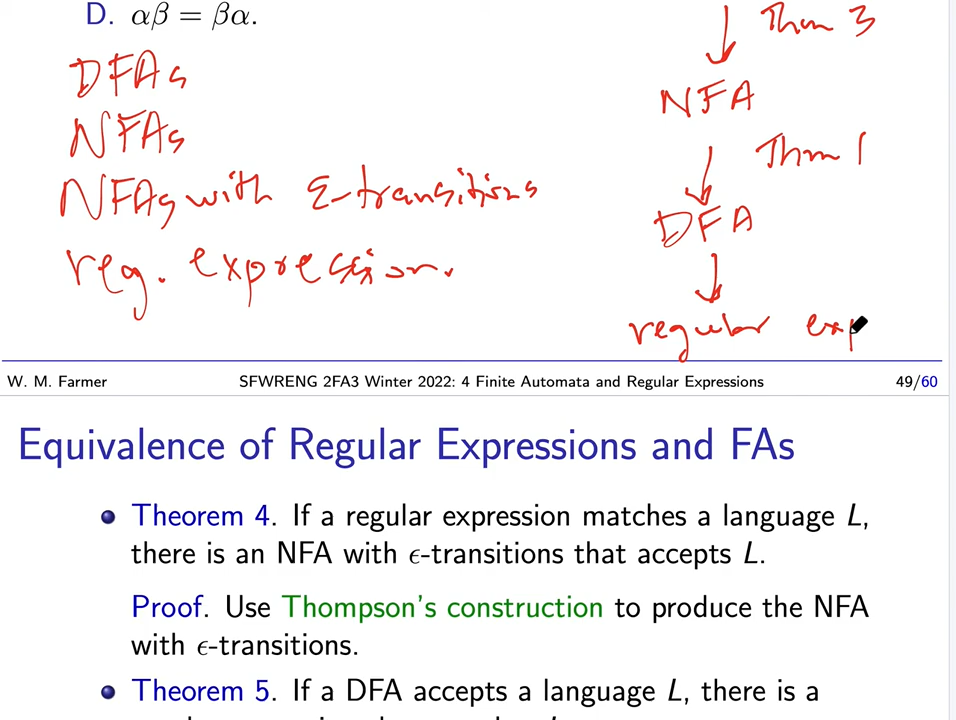 D. αβ = βα.
DFAs
NFAs
NFAs with ε-transitions
reg. expression.
↓ Thm 3
NFA
↓ Thm 1
DFA
↓
regular exp
W. M. Farmer SFWRENG 2FA3 Winter 2022: 4 Finite Automata and Regular Expressions 49/60
Equivalence of Regular Expressions and FAs
• Theorem 4. If a regular expression matches a language L,
there is an NFA with ϵ-transitions that accepts L.
Proof. Use Thompson's construction to produce the NFA
with ϵ-transitions.
• Theorem 5. If a DFA accepts a language L, there is a